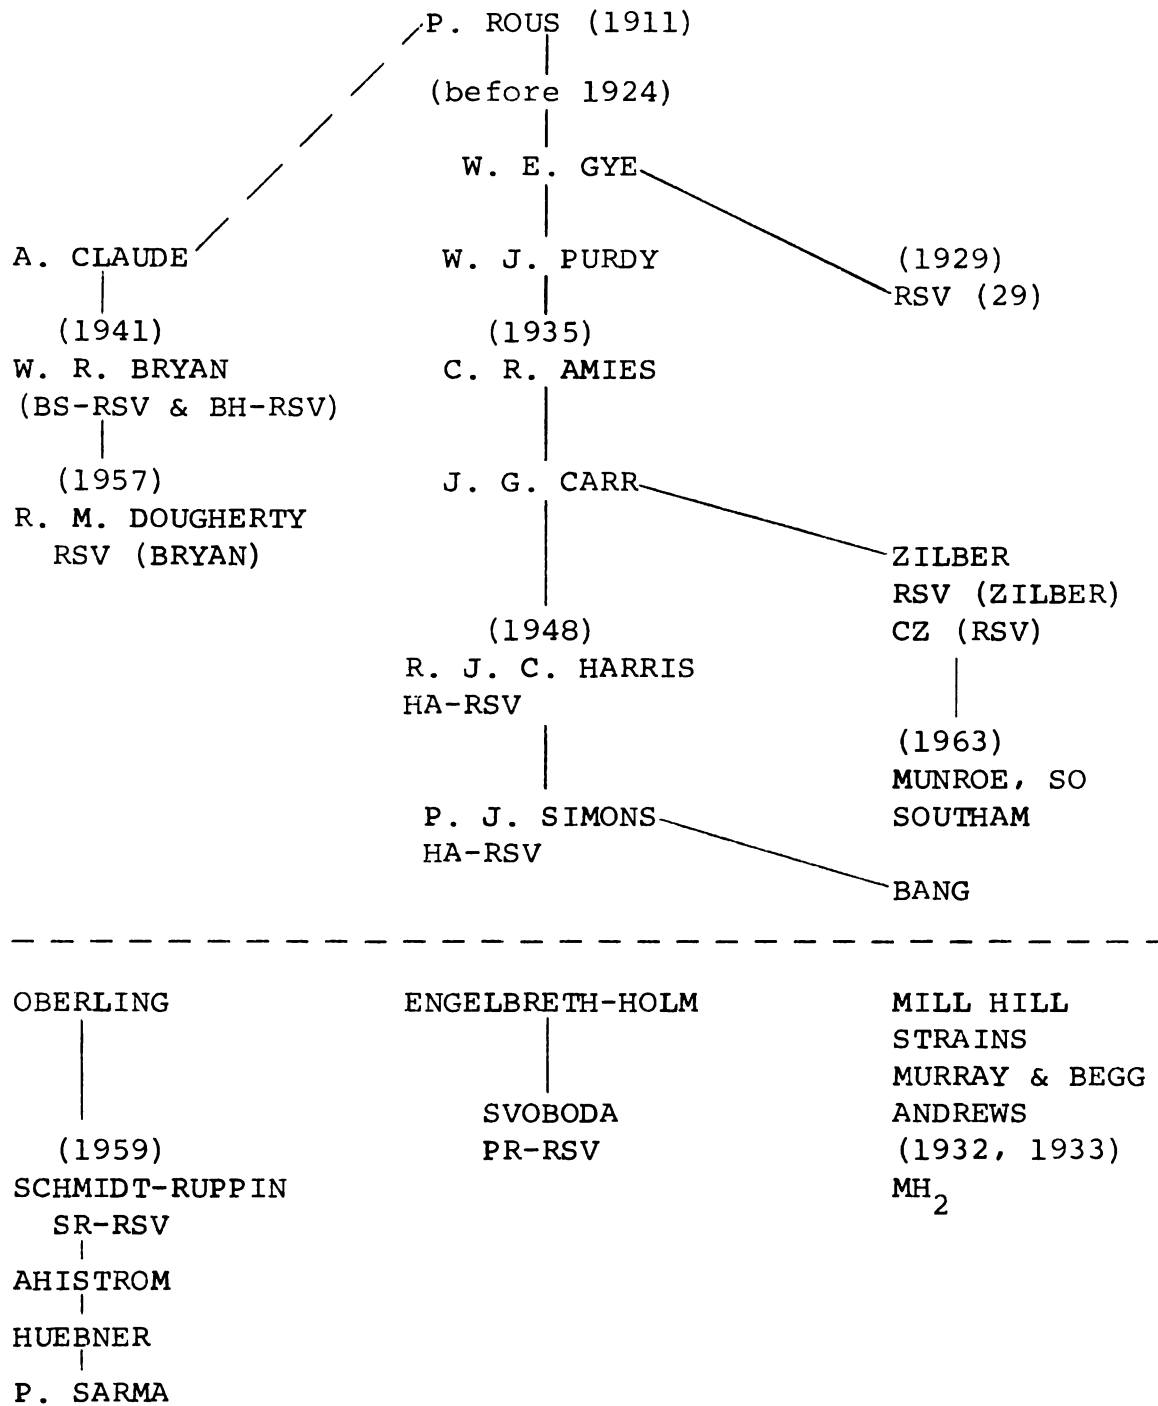 P. ROUS (1911)
(before 1924)
W. E. GYE
A. CLAUDE
(1941)
W. R. BRYAN
(BS-RSV & BH-RSV)
(1957)
R. M. DOUGHERTY
RSV (BRYAN)
W. J. PURDY
(1935)
C. R. AMIES
J. G. CARR
(1948)
R. J. C. HARRIS
HA-RSV
P. J. SIMONS
HA-RSV
(1929)
RSV (29)
ZILBER
RSV (ZILBER)
CZ (RSV)
(1963)
MUNROE, SO
SOUTHAM
BANG
OBERLING
(1959)
SCHMIDT-RUPPIN
SR-RSV
AHISTROM
HUEBNER
P. SARMA
ENGELBRETH-HOLM
SVOBODA
PR-RSV
MILL HILL
STRAINS
MURRAY & BEGG
ANDREWS
(1932, 1933)
MH2